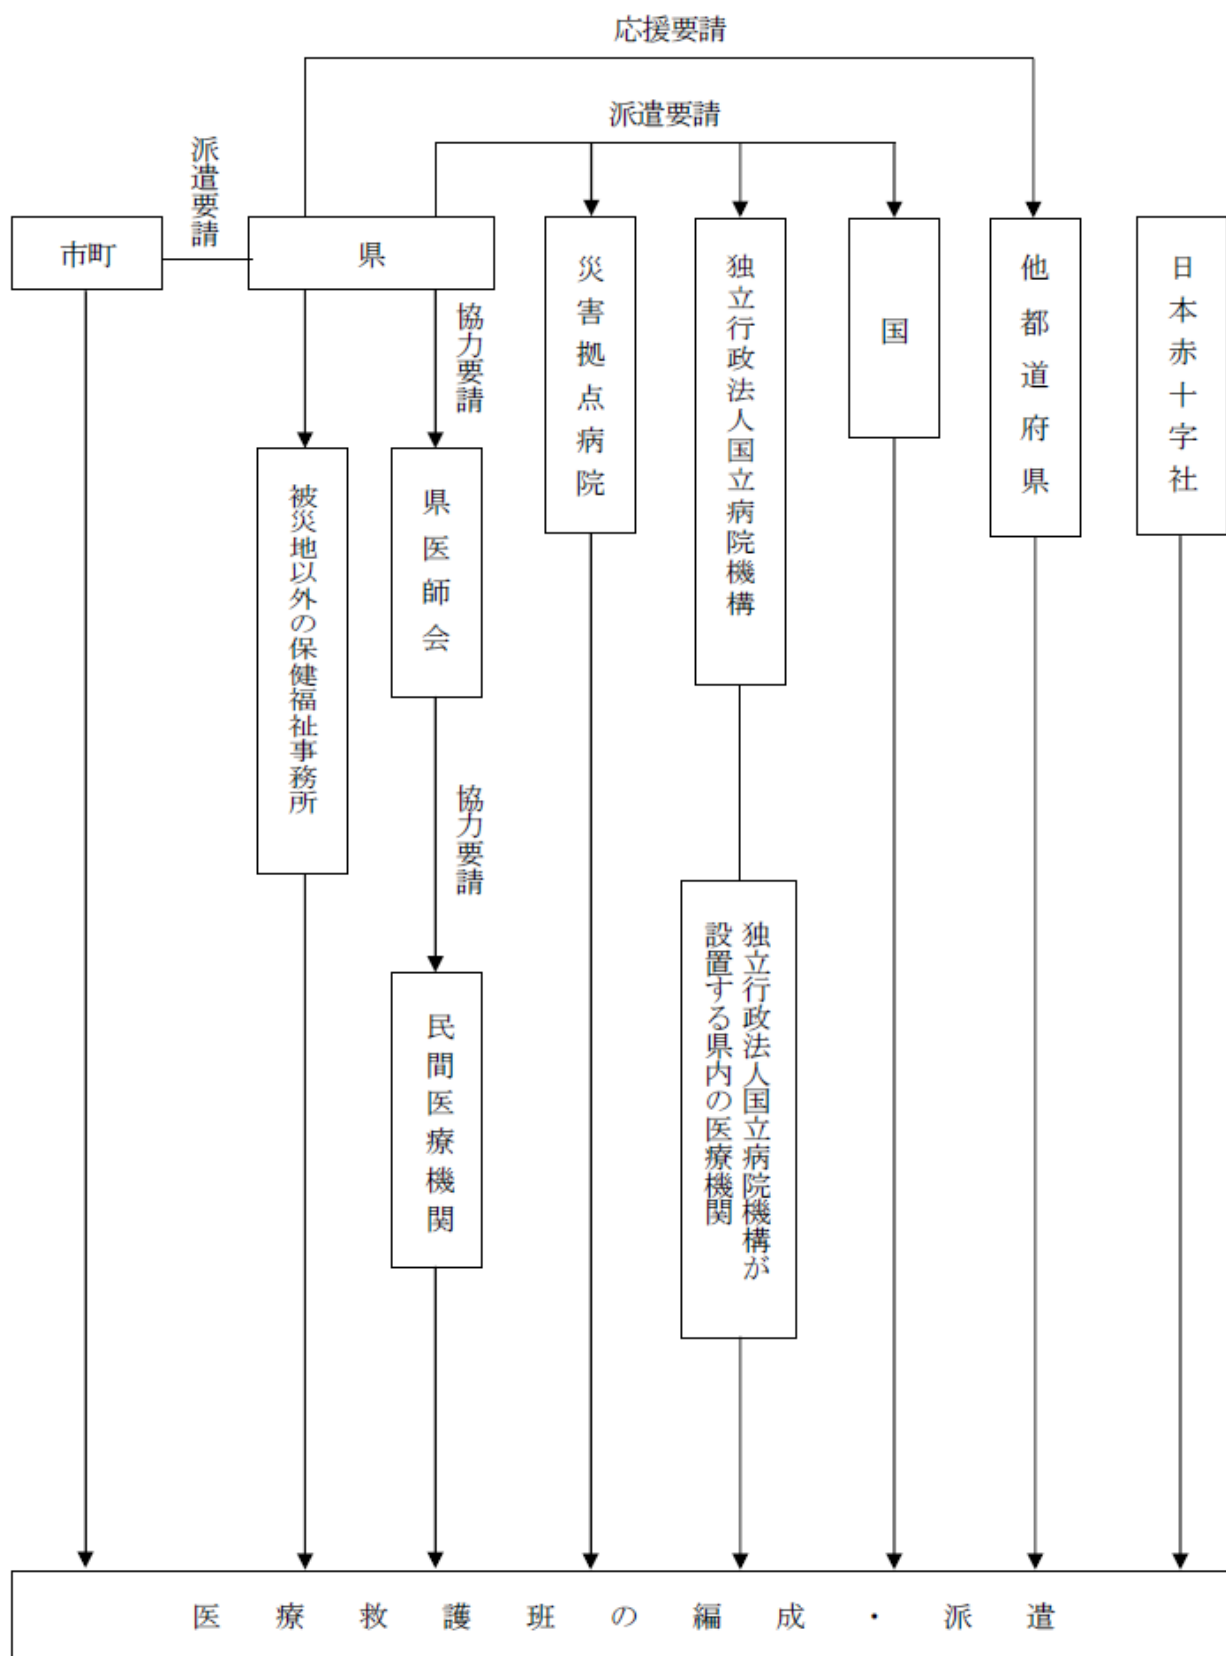 応援要請
派遣要請
派遣要請
市町
県
災害拠点病院
独立行政法人国立病院機構
国
他都道府県
日本赤十字社
協力要請
被災地以外の保健福祉事務所
県医師会
協力要請
民間医療機関
独立行政法人国立病院機構が
設置する県内の医療機関
医療救護班の編成・派遣